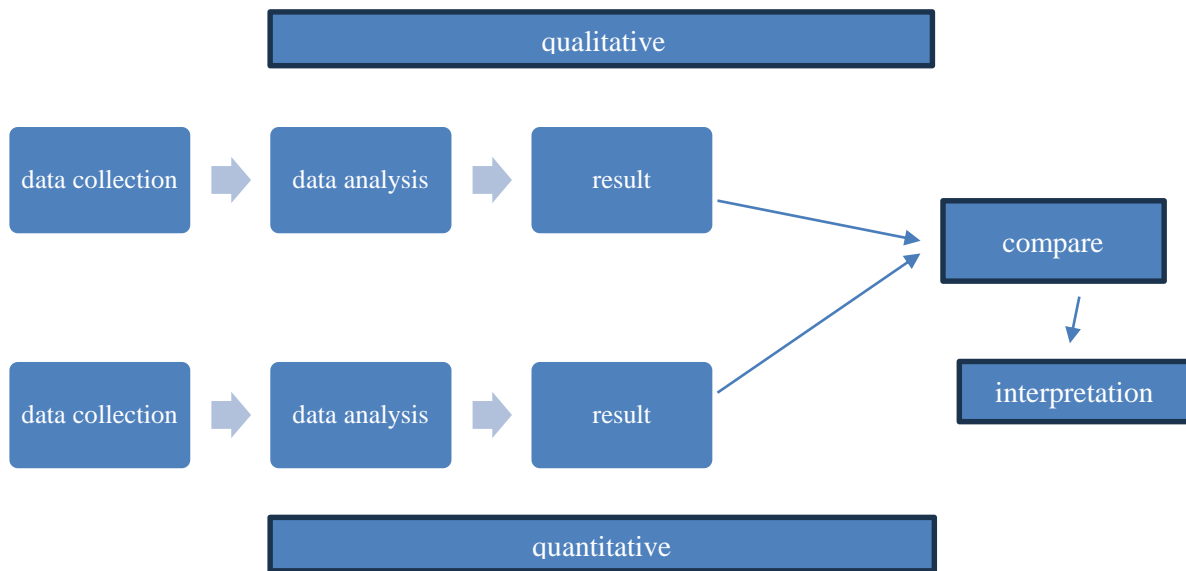 qualitative
data collection
data analysis
result
compare
data collection
data analysis
result
interpretation
quantitative